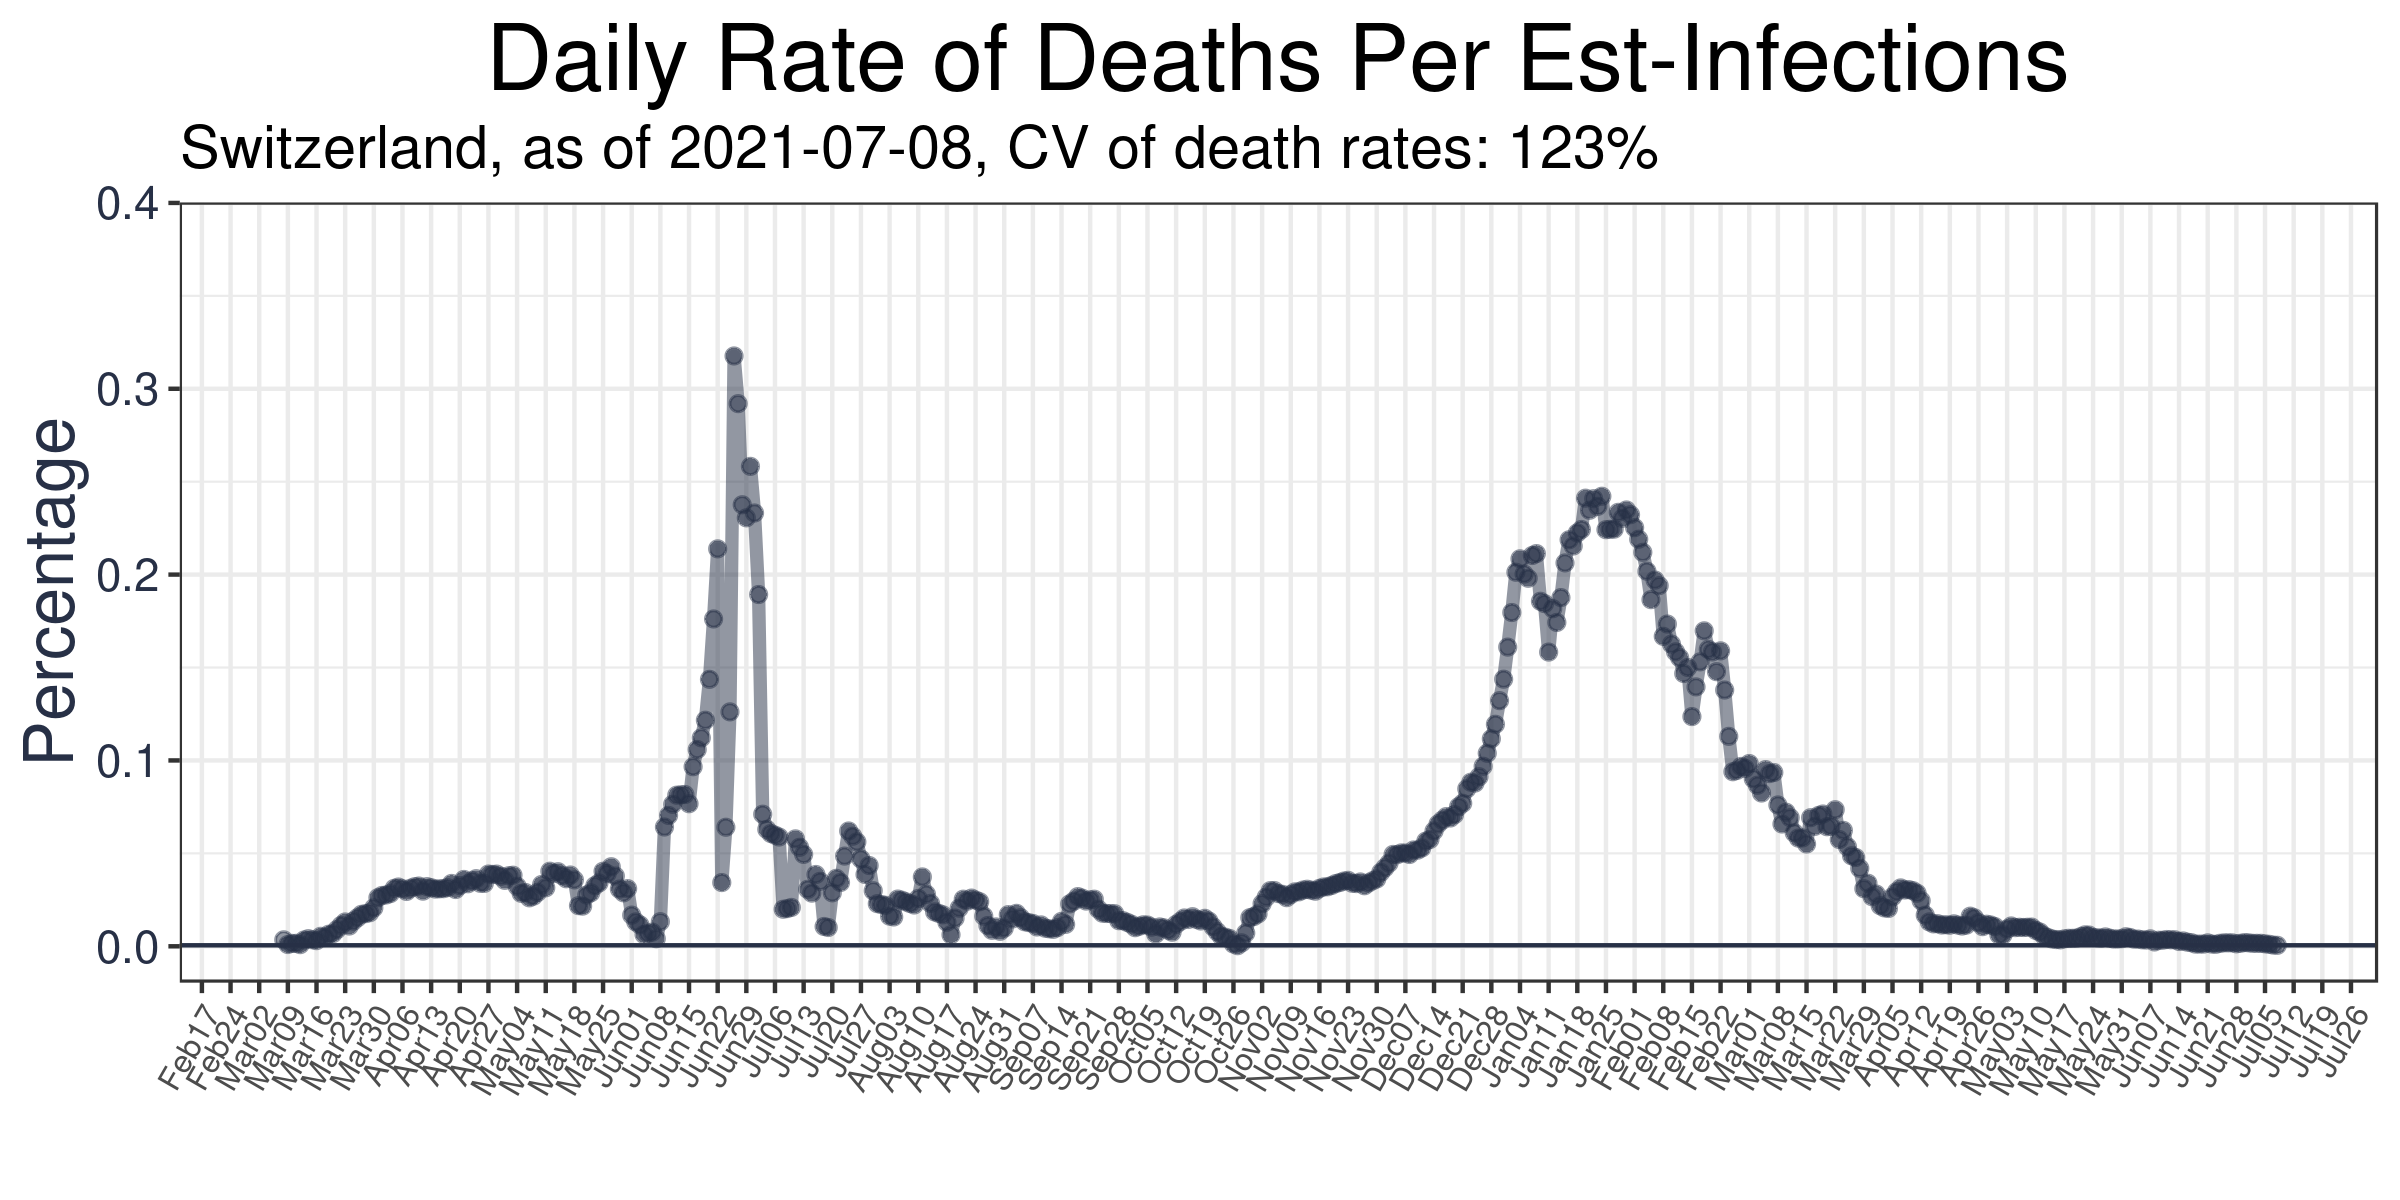 Daily Rate of Deaths Per Est-Infections
Switzerland, as of 2021-07-08, CV of death rates: 123%
Percentage
0.4
0.3
0.2
0.1
0.0
Feb17
Feb24
Mar02
Mar09
Mar16
Mar23
Mar30
Apr06
Apr13
Apr20
Apr27
May04
May11
May18
May25
Jun01
Jun08
Jun15
Jun22
Jun29
Jul06
Jul13
Jul20
Jul27
Aug03
Aug10
Aug17
Aug24
Aug31
Sep07
Sep14
Sep21
Sep28
Oct05
Oct12
Oct19
Oct26
Nov02
Nov09
Nov16
Nov23
Nov30
Dec07
Dec14
Dec21
Dec28
Jan04
Jan11
Jan18
Jan25
Feb01
Feb08
Feb15
Feb22
Mar01
Mar08
Mar15
Mar22
Mar29
Apr05
Apr12
Apr19
Apr26
May03
May10
May17
May24
May31
Jun07
Jun14
Jun21
Jun28
Jul05
Jul12
Jul19
Jul26